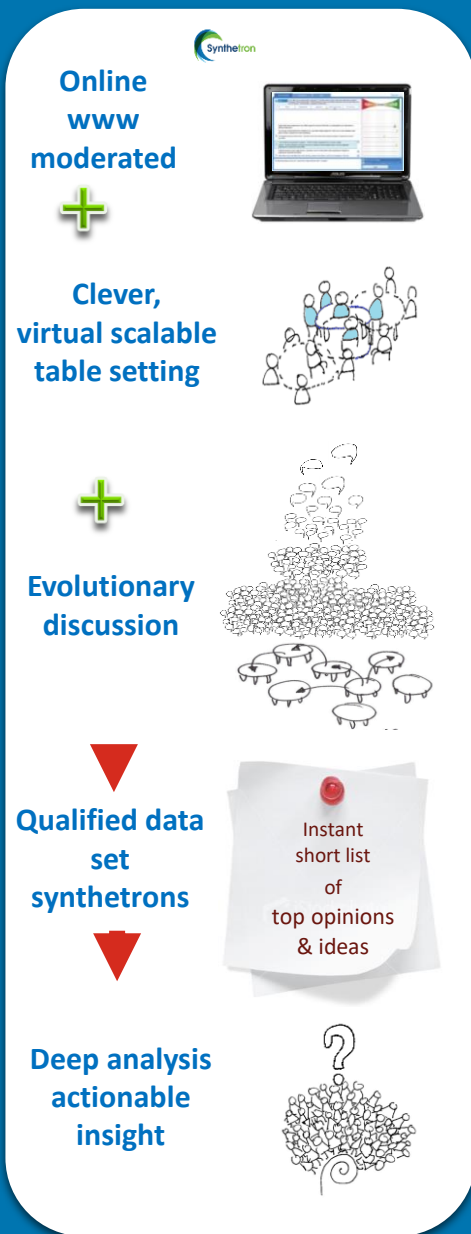 Synthetron
Online
www
moderated
Clever,
virtual scalable
table setting
Evolutionary
discussion
Qualified data
set
synthetrons
Instant
short list
of
top opinions
& ideas
Deep analysis
actionable
insight
?